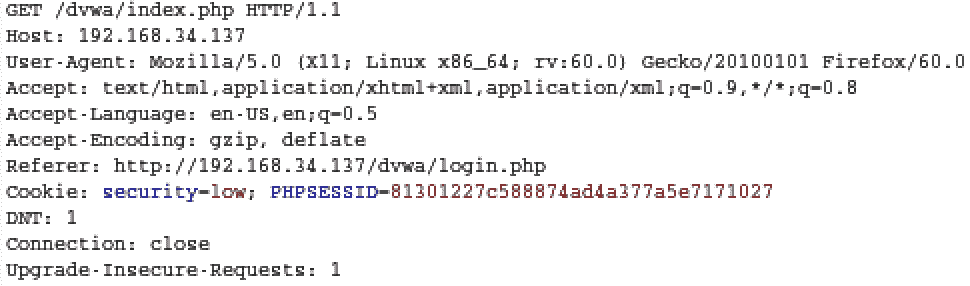 GET /dvwa/index.php HTTP/1.1
Host: 192.168.34.137
User-Agent: Mozilla/5.0 (X11; Linux x86_64; rv:60.0) Gecko/20100101 Firefox/60.0
Accept: text/html,application/xhtml+xml,application/xml;q=0.9,*/*;q=0.8
Accept-Language: en-US,en;q=0.5
Accept-Encoding: gzip, deflate
Referer: http://192.168.34.137/dvwa/login.php
Cookie: security=low; PHPSESSID=81301227c588874ad4a377a5e7171027
DNT: 1
Connection: close
Upgrade-Insecure-Requests: 1